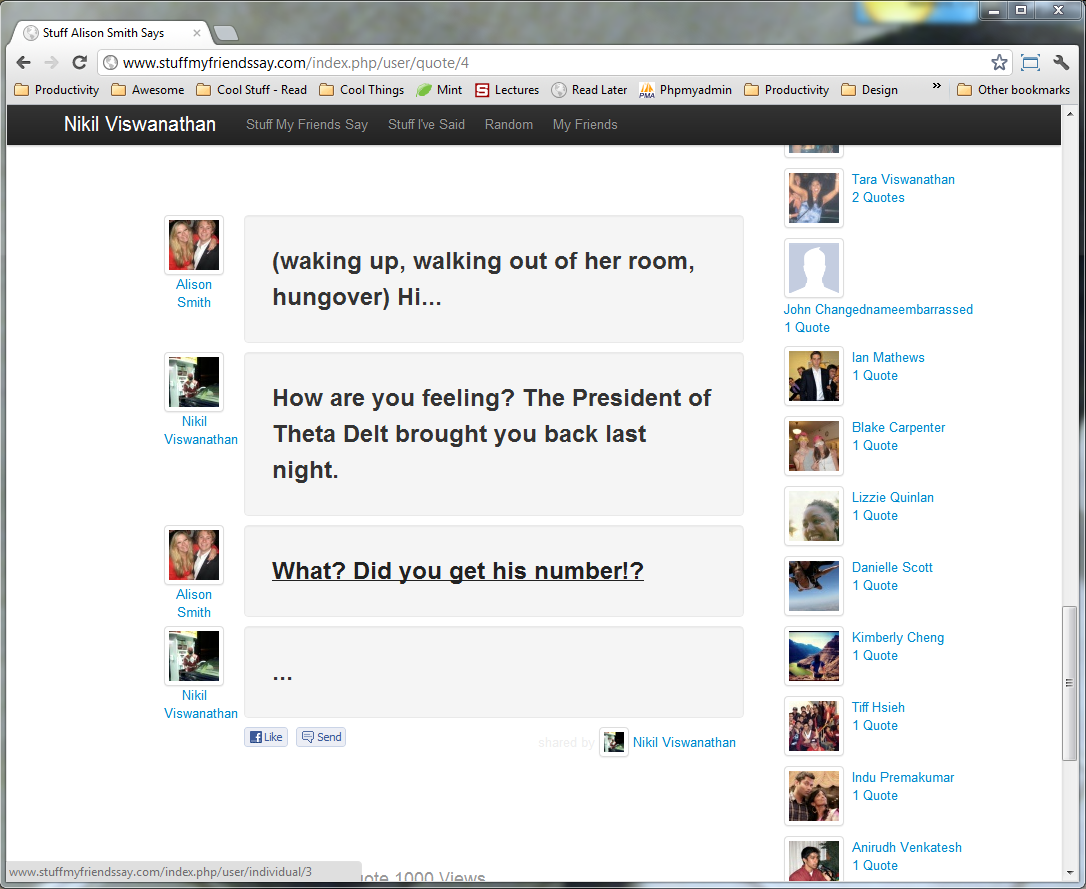 Stuff Alison Smith Says
www.stuffmyfriendssay.com/index.php/user/quote/4
Productivity Awesome Cool Stuff - Read Cool Things Mint Lectures Read Later Phpmyadmin Productivity Design » Other bookmarks
Nikil Viswanathan Stuff My Friends Say Stuff I've Said Random My Friends
Alison
Smith
(waking up, walking out of her room,
hungover) Hi...
Nikil
Viswanathan
How are you feeling? The President of
Theta Delt brought you back last
night.
Alison
Smith
What? Did you get his number!?
Nikil
Viswanathan
...
Like Send
shared by Nikil Viswanathan
Tara Viswanathan
2 Quotes
John Changednameembarrassed
1 Quote
Ian Mathews
1 Quote
Blake Carpenter
1 Quote
Lizzie Quinlan
1 Quote
Danielle Scott
1 Quote
Kimberly Cheng
1 Quote
Tiff Hsieh
1 Quote
Indu Premakumar
1 Quote
Anirudh Venkatesh
1 Quote
www.stuffmyfriendssay.com/index.php/user/individual/3
1000 Views